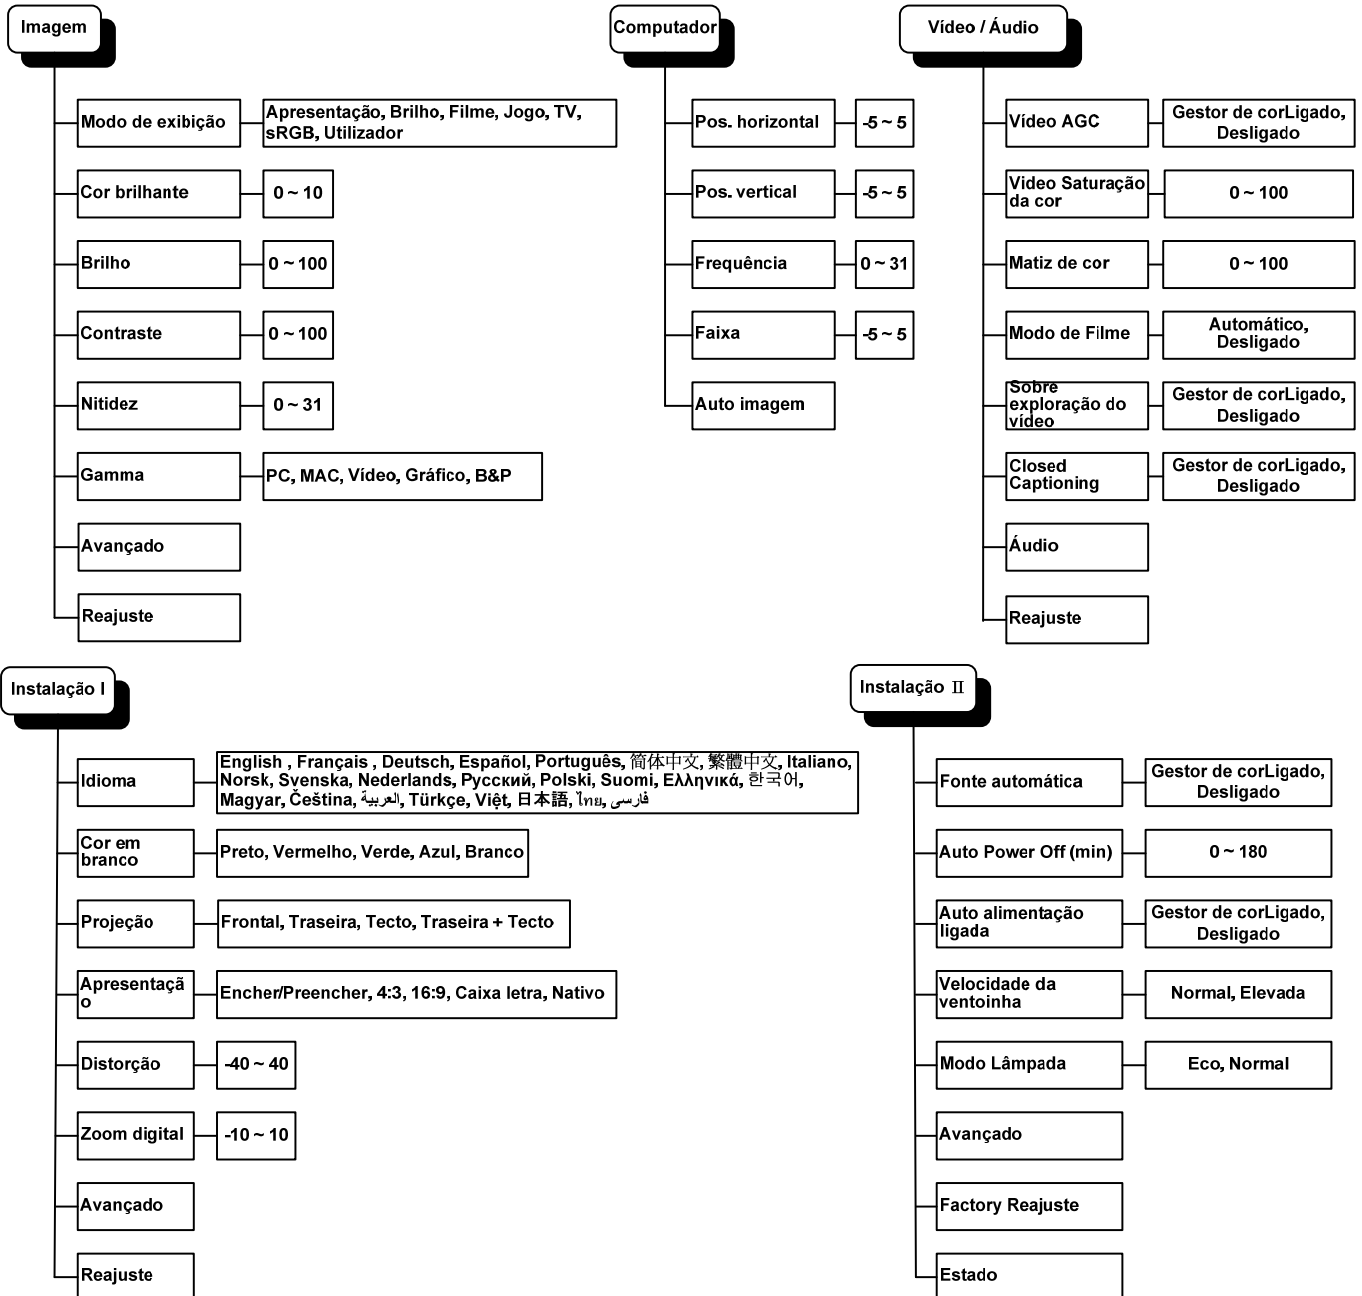 Imagem
Modo de exibição
Apresentação, Brilho, Filme, Jogo, TV,
sRGB, Utilizador
Cor brilhante
0 ~ 10
Brilho
0 ~ 100
Contraste
0 ~ 100
Nitidez
0 ~ 31
Gamma
PC, MAC, Vídeo, Gráfico, B&P
Avançado
Reajuste
Computador
Pos. horizontal
-5 ~ 5
Pos. vertical
-5 ~ 5
Frequência
0 ~ 31
Faixa
-5 ~ 5
Auto imagem
Vídeo / Áudio
Vídeo AGC
Gestor de corLigado,
Desligado
Video Saturação
da cor
0 ~ 100
Matiz de cor
0 ~ 100
Modo de Filme
Automático,
Desligado
Sobre
exploração do
vídeo
Gestor de corLigado,
Desligado
Closed
Captioning
Gestor de corLigado,
Desligado
Áudio
Reajuste
Instalação I
Idioma
English , Français , Deutsch, Español, Português, 简体中文, 繁體中文, Italiano,
Norsk, Svenska, Nederlands, Русский, Polski, Suomi, Ελληνικά, 한국어,
Magyar, Čeština, العربية, Türkçe, Việt, 日本語, ไทย, فارسی
Cor em
branco
Preto, Vermelho, Verde, Azul, Branco
Projeção
Frontal, Traseira, Tecto, Traseira + Tecto
Apresentaçã
o
Encher/Preencher, 4:3, 16:9, Caixa letra, Nativo
Distorção
-40 ~ 40
Zoom digital
-10 ~ 10
Avançado
Reajuste
Instalação II
Fonte automática
Gestor de corLigado,
Desligado
Auto Power Off (min)
0 ~ 180
Auto alimentação
ligada
Gestor de corLigado,
Desligado
Velocidade da
ventoinha
Normal, Elevada
Modo Lâmpada
Eco, Normal
Avançado
Factory Reajuste
Estado